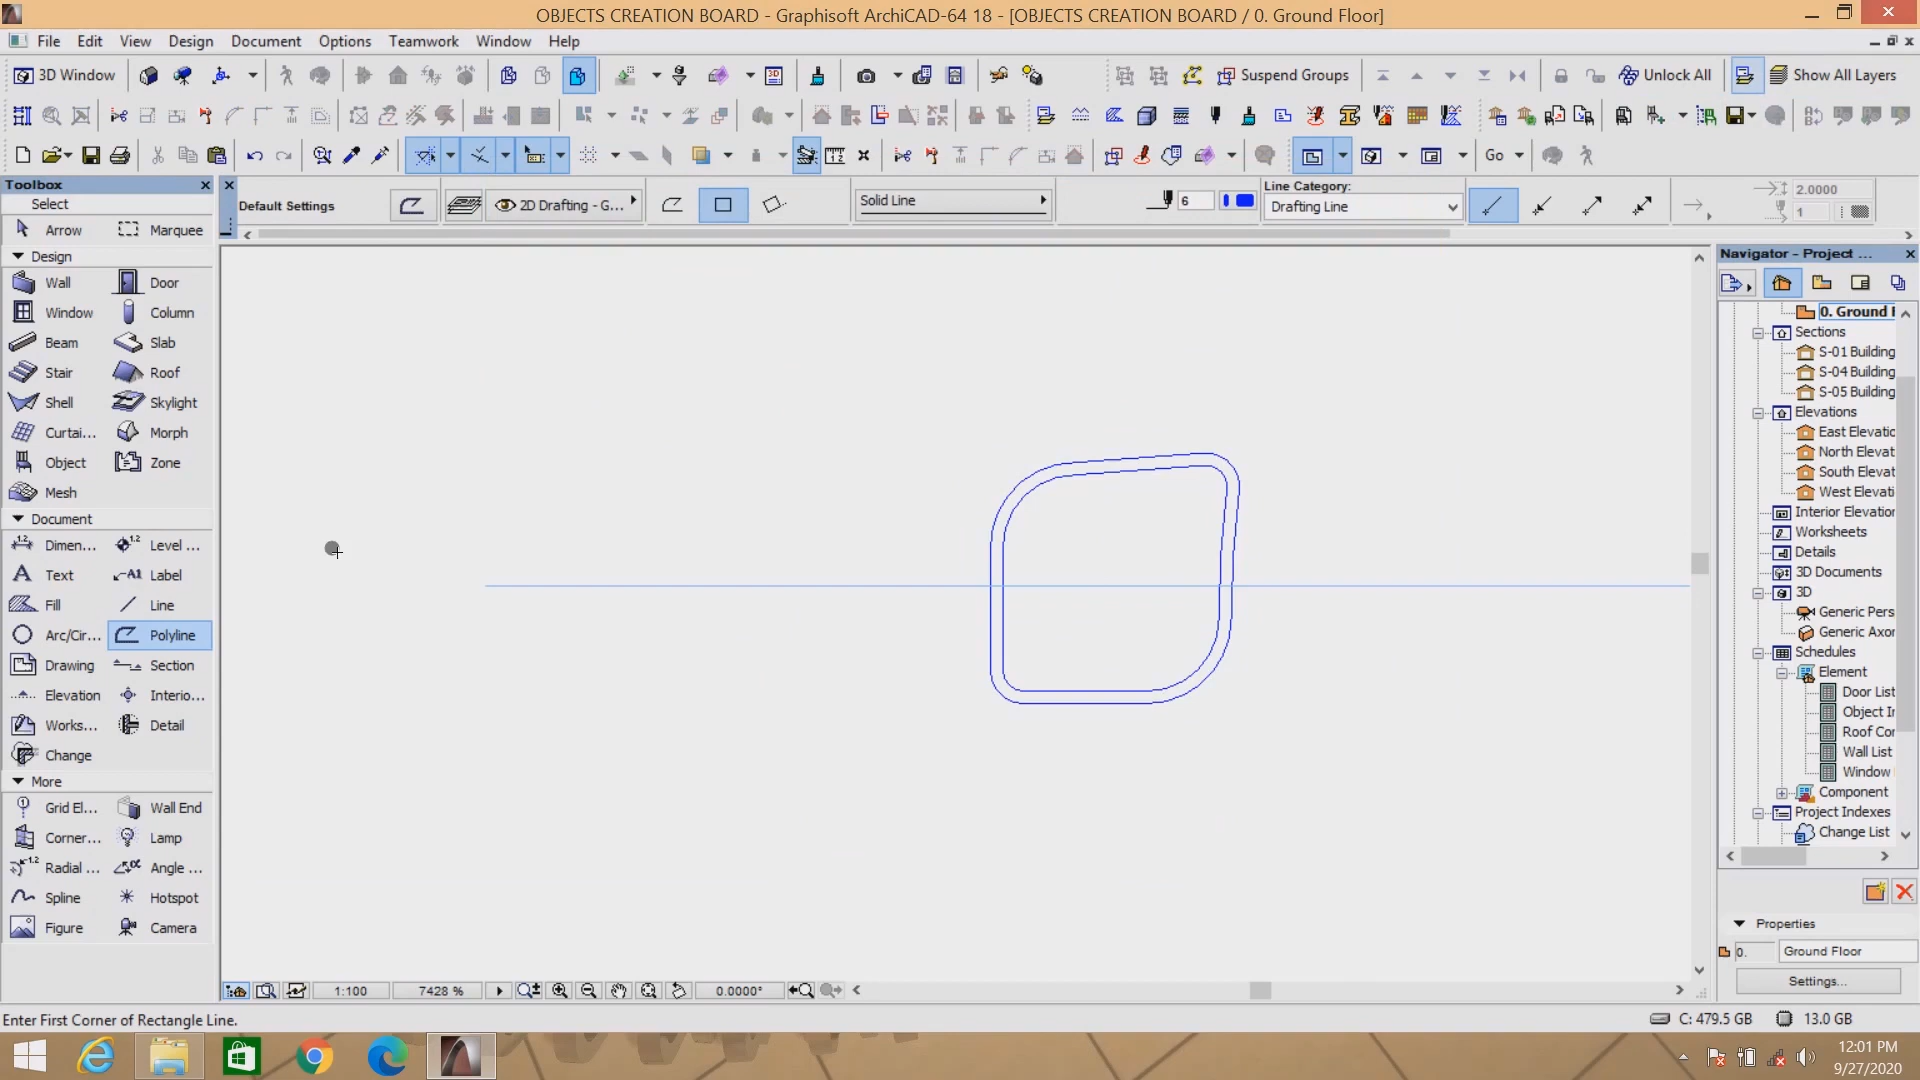 OBJECTS CREATION BOARD - Graphisoft ArchiCAD-64 18 - [OBJECTS CREATION BOARD / 0. Ground Floor]
File Edit View Design Document Options Teamwork Window Help
3D Window Suspend Groups Unlock All Show All Layers
Go
Toolbox
Select
Arrow Marquee
Design
Wall Door
Window Column
Beam Slab
Stair Roof
Shell Skylight
Curtai... Morph
Object Zone
Mesh
Document
Dimen... Level ...
Text Label
Fill Line
Arc/Cir... Polyline
Drawing Section
Elevation Interio...
Works... Detail
Change
More
Grid El... Wall End
Corner... Lamp
Radial ... Angle ...
Spline Hotspot
Figure Camera
Default Settings
2D Drafting - G...
Solid Line
6
Line Category:
Drafting Line
2.0000
1
Navigator - Project ...
0. Ground F
Sections
S-01 Building
S-04 Building
S-05 Building
Elevations
East Elevatio
North Elevat
South Elevat
West Elevati
Interior Elevation
Worksheets
Details
3D Documents
3D
Generic Pers
Generic Axon
Schedules
Element
Door List
Object In
Roof Cor
Wall List
Window
Component
Project Indexes
Change List
Properties
0. Ground Floor
Settings...
1:100 7428 % 0.0000°
Enter First Corner of Rectangle Line.
C: 479.5 GB 13.0 GB
12:01 PM
9/27/2020